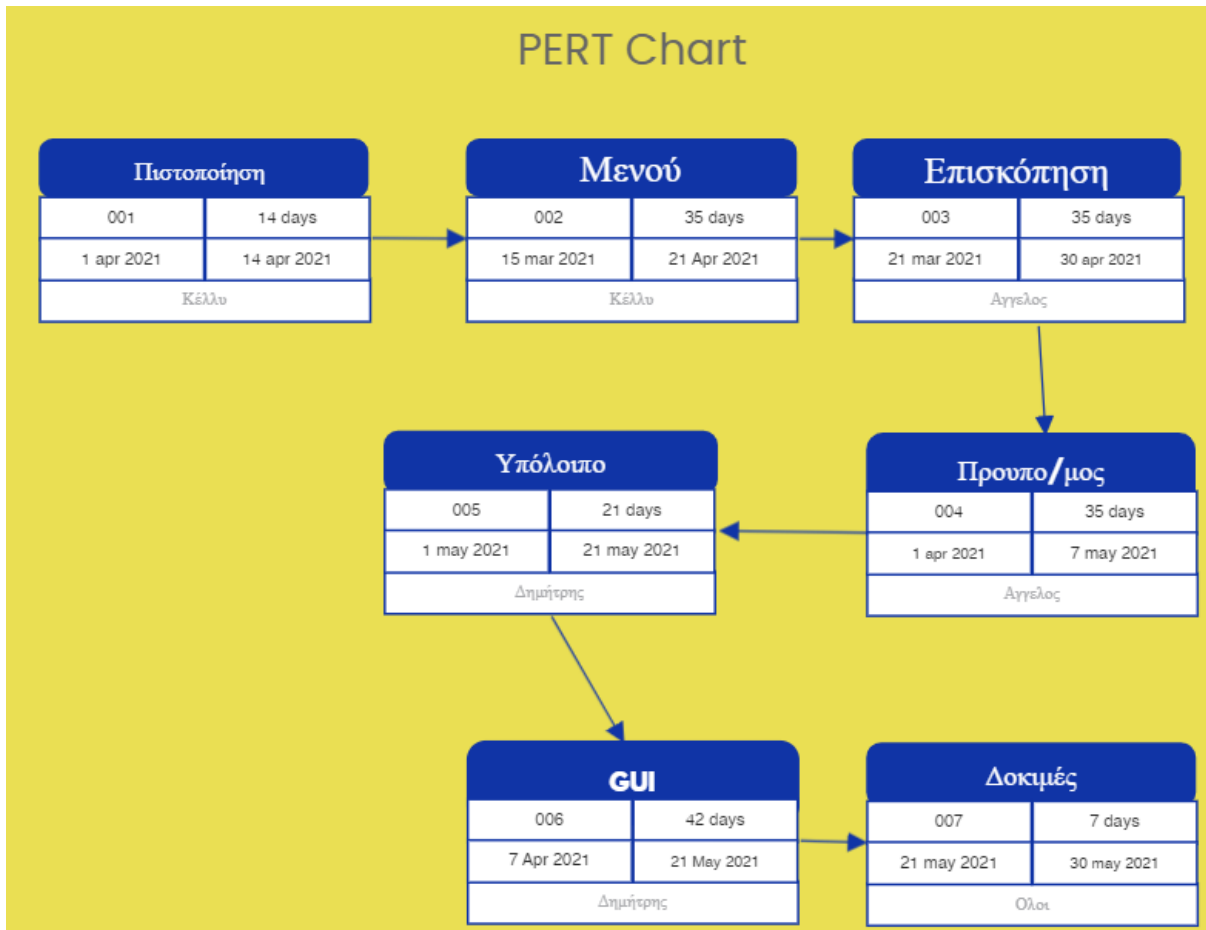 PERT Chart
Πιστοποίηση
001 14 days
1 apr 2021 14 apr 2021
Κέλλυ
Μενού
002 35 days
15 mar 2021 21 Apr 2021
Κέλλυ
Επισκόπηση
003 35 days
21 mar 2021 30 apr 2021
Αγγελος
Προυπο/μος
004 35 days
1 apr 2021 7 may 2021
Αγγελος
Υπόλοιπο
005 21 days
1 may 2021 21 may 2021
Δημήτρης
GUI
006 42 days
7 Apr 2021 21 May 2021
Δημήτρης
Δοκιμές
007 7 days
21 may 2021 30 may 2021
Ολοι